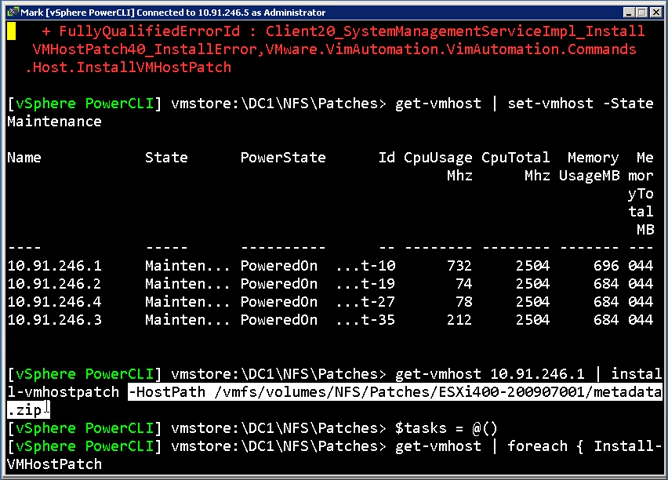 Mark [vSphere PowerCLI] Connected to 10.91.246.5 as Administrator
+ FullyQualifiedErrorId : Client20_SystemManagementServiceImpl_Install
VMHostPatch40_InstallError,VMware.VimAutomation.VimAutomation.Commands
.Host.InstallVMHostPatch
[vSphere PowerCLI] vmstore:\DC1\NFS\Patches> get-vmhost | set-vmhost -State
Maintenance
Name State PowerState Id CpuUsage CpuTotal Memory Me
Mhz Mhz UsageMB mor
yTo
tal
MB
---- ----- ---------- -- -------- -------- ------- ---
10.91.246.1 Mainten... PoweredOn ...t-10 732 2504 696 044
10.91.246.2 Mainten... PoweredOn ...t-19 74 2504 684 044
10.91.246.4 Mainten... PoweredOn ...t-27 78 2504 684 044
10.91.246.3 Mainten... PoweredOn ...t-35 212 2504 684 044
[vSphere PowerCLI] vmstore:\DC1\NFS\Patches> get-vmhost 10.91.246.1 | instal
l-vmhostpatch -HostPath /vmfs/volumes/NFS/Patches/ESXi400-200907001/metadata
.zip
[vSphere PowerCLI] vmstore:\DC1\NFS\Patches> $tasks = @()
[vSphere PowerCLI] vmstore:\DC1\NFS\Patches> get-vmhost | foreach { Install-
VMHostPatch